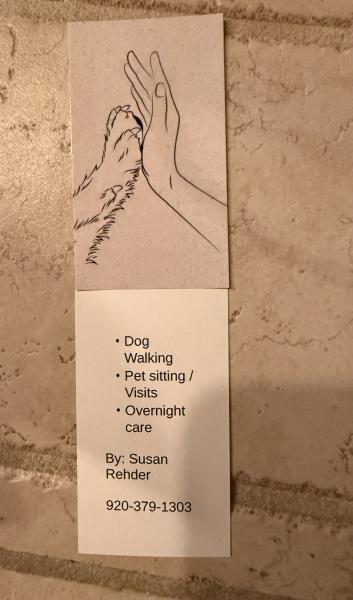 • Dog
Walking
• Pet sitting /
Visits
• Overnight
care
By: Susan
Rehder
920-379-1303